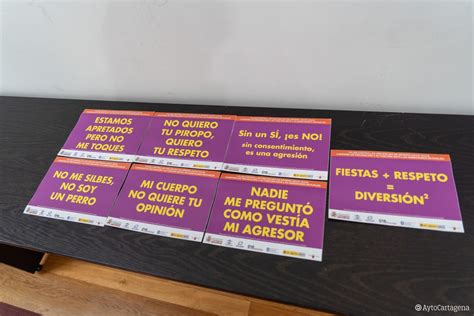 ESTAMOS
APRETADOS
PERO NO
ME TOQUES
NO QUIERO
TU PIROPO,
QUIERO
TU RESPETO
Sin un SÍ, ¡es NO!
sin consentimiento,
es una agresión
FIESTAS + RESPETO
=
DIVERSIÓN²
NO ME SILBES,
NO SOY
UN PERRO
MI CUERPO
NO QUIERE TU
OPINIÓN
NADIE
ME PREGUNTÓ
COMO VESTÍA
MI AGRESOR
AytoCartagena